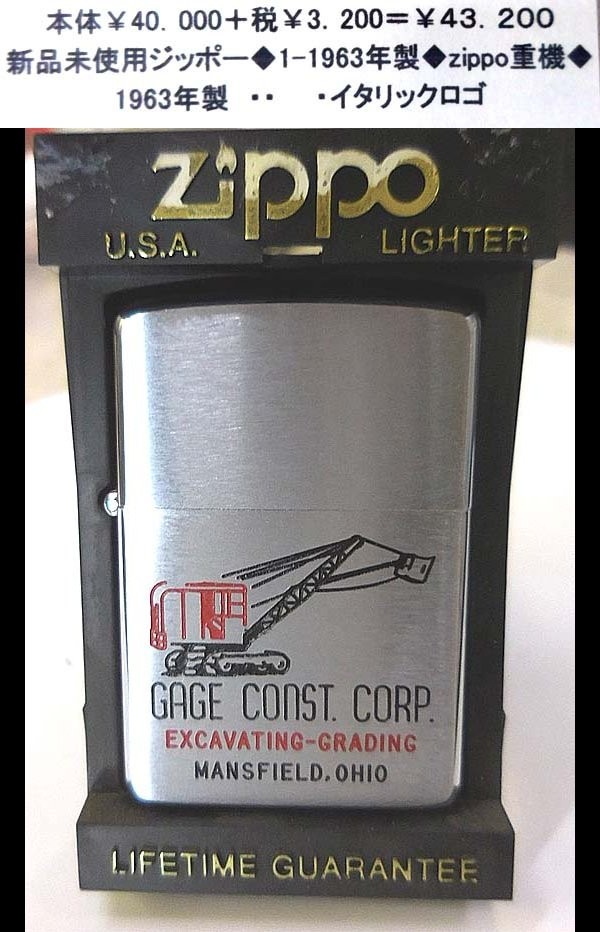 本体￥40.000＋税￥3.200＝￥43.200
新品未使用ジッポー◆1-1963年製◆zippo重機◆
1963年製 ・・ ・イタリックロゴ
zippo
U.S.A. LIGHTER
GAGE CONST. CORP.
EXCAVATING-GRADING
MANSFIELD, OHIO
LIFETIME GUARANTEE